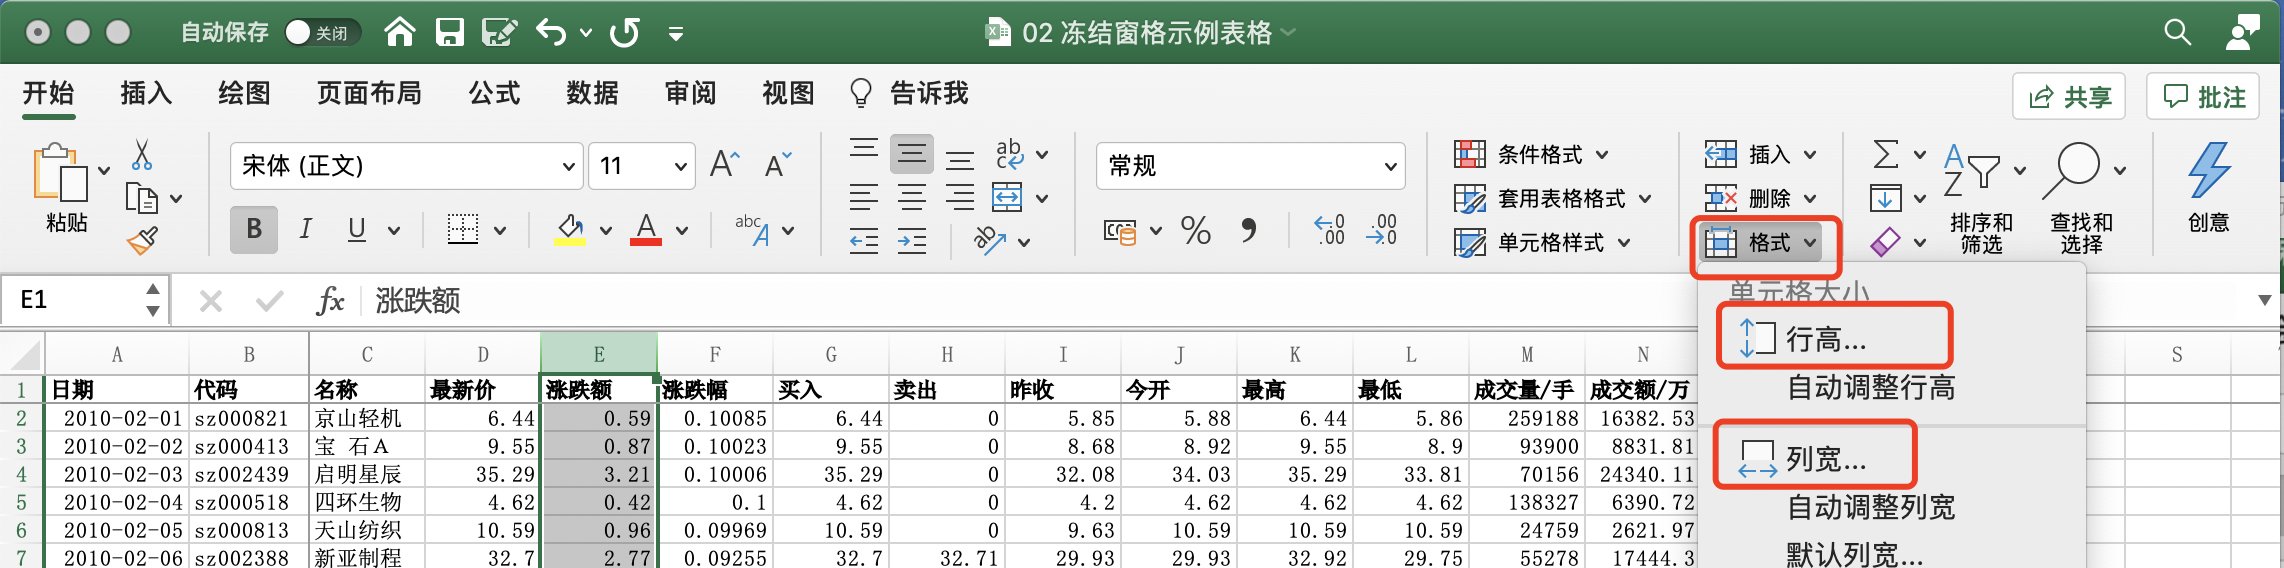 自动保存 关闭 02 冻结窗格示例表格
开始 插入 绘图 页面布局 公式 数据 审阅 视图 告诉我 共享 批注
粘贴 宋体 (正文) 11 A A ab c 常规 条件格式 插入 Σ A Z
套用表格格式 删除
B I U A abc A ab % , ←0 .00 .00 →0 单元格样式 格式 排序和筛选 查找和选择 创意
单元格大小
E1 fx 涨跌额
行高...
自动调整行高
列宽...
自动调整列宽
默认列宽...
A B C D E F G H I J K L M N S
1 日期 代码 名称 最新价 涨跌额 涨跌幅 买入 卖出 昨收 今开 最高 最低 成交量/手 成交额/万
2 2010-02-01 sz000821 京山轻机 6.44 0.59 0.10085 6.44 0 5.85 5.88 6.44 5.86 259188 16382.53
3 2010-02-02 sz000413 宝 石A 9.55 0.87 0.10023 9.55 0 8.68 8.92 9.55 8.9 93900 8831.81
4 2010-02-03 sz002439 启明星辰 35.29 3.21 0.10006 35.29 0 32.08 34.03 35.29 33.81 70156 24340.11
5 2010-02-04 sz000518 四环生物 4.62 0.42 0.1 4.62 0 4.2 4.62 4.62 4.62 138327 6390.72
6 2010-02-05 sz000813 天山纺织 10.59 0.96 0.09969 10.59 0 9.63 10.59 10.59 10.59 24759 2621.97
7 2010-02-06 sz002388 新亚制程 32.7 2.77 0.09255 32.7 32.71 29.93 29.93 32.92 29.75 55278 17444.3